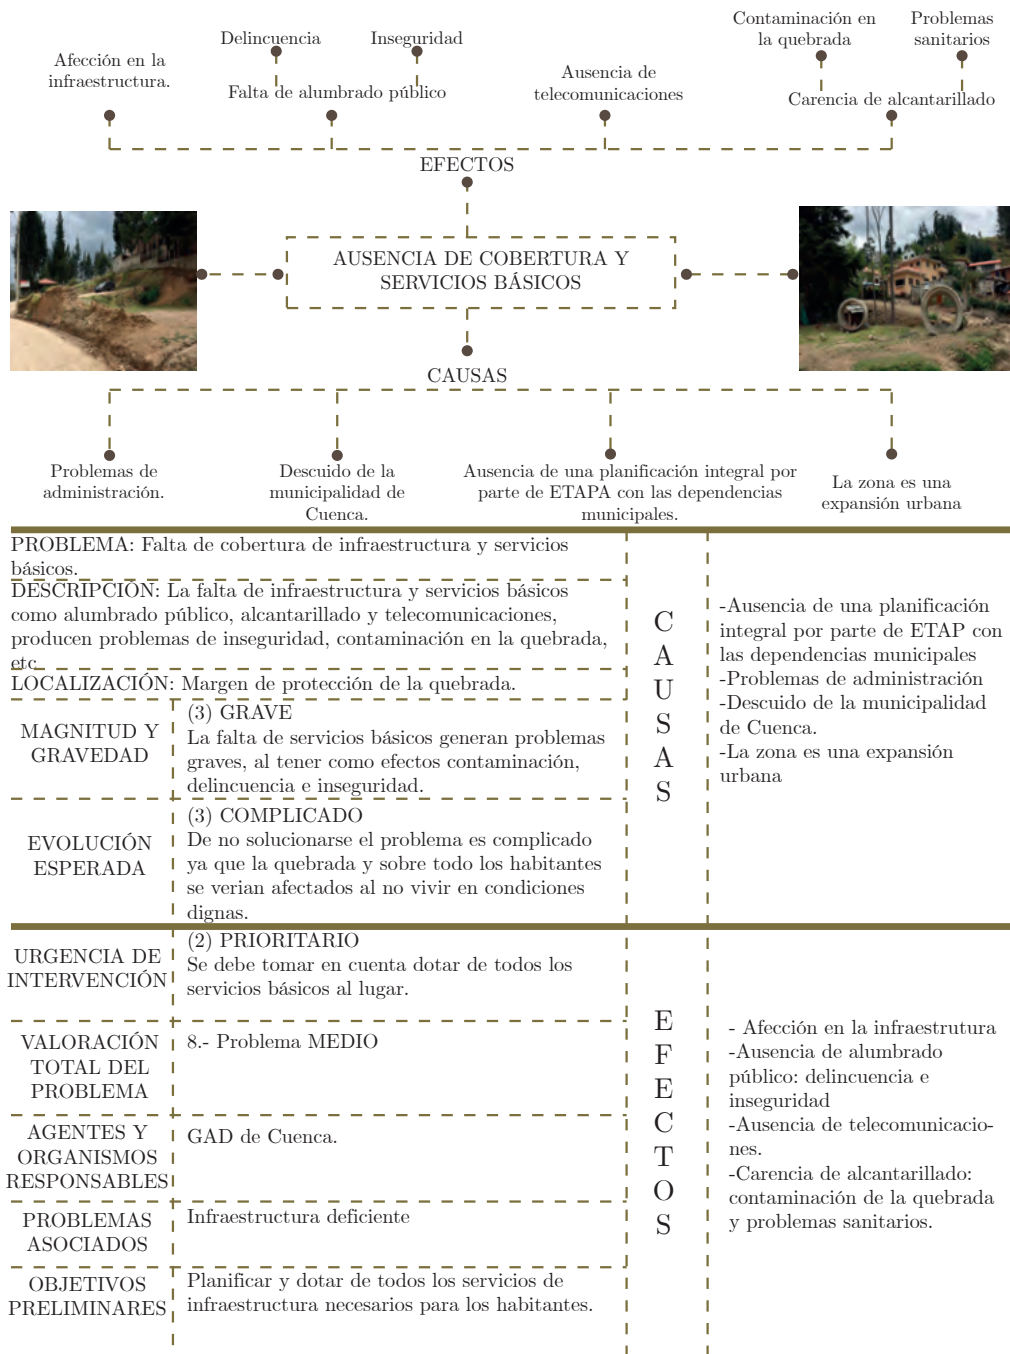 Contaminación en
la quebrada
Problemas
sanitarios
Delincuencia
Inseguridad
Afección en la
infraestructura.
Ausencia de
telecomunicaciones
Falta de alumbrado público
Carencia de alcantarillado
EFECTOS
AUSENCIA DE COBERTURA Y
SERVICIOS BÁSICOS
CAUSAS
Problemas de
administración.
Descuido de la
municipalidad de
Cuenca.
Ausencia de una planificación integral por
parte de ETAPA con las dependencias
municipales.
La zona es una
expansión urbana
PROBLEMA: Falta de cobertura de infraestructura y servicios
básicos.
DESCRIPCIÓN: La falta de infraestructura y servicios básicos
como alumbrado público, alcantarillado y telecomunicaciones,
producen problemas de inseguridad, contaminación en la quebrada,
etc
LOCALIZACIÓN: Margen de protección de la quebrada.
MAGNITUD Y
GRAVEDAD
(3) GRAVE
La falta de servicios básicos generan problemas
graves, al tener como efectos contaminación,
delincuencia e inseguridad.
EVOLUCIÓN
ESPERADA
(3) COMPLICADO
De no solucionarse el problema es complicado
ya que la quebrada y sobre todo los habitantes
se verian afectados al no vivir en condiciones
dignas.
C
A
U
S
A
S
-Ausencia de una planificación
integral por parte de ETAP con
las dependencias municipales
-Problemas de administración
-Descuido de la municipalidad
de Cuenca.
-La zona es una expansión
urbana
URGENCIA DE
INTERVENCIÓN
(2) PRIORITARIO
Se debe tomar en cuenta dotar de todos los
servicios básicos al lugar.
VALORACIÓN
TOTAL DEL
PROBLEMA
8.- Problema MEDIO
AGENTES Y
ORGANISMOS
RESPONSABLES
GAD de Cuenca.
PROBLEMAS
ASOCIADOS
Infraestructura deficiente
OBJETIVOS
PRELIMINARES
Planificar y dotar de todos los servicios de
infraestructura necesarios para los habitantes.
E
F
E
C
T
O
S
- Afección en la infraestrutura
-Ausencia de alumbrado
público: delincuencia e
inseguridad
-Ausencia de telecomunicacio-
nes.
-Carencia de alcantarillado:
contaminación de la quebrada
y problemas sanitarios.